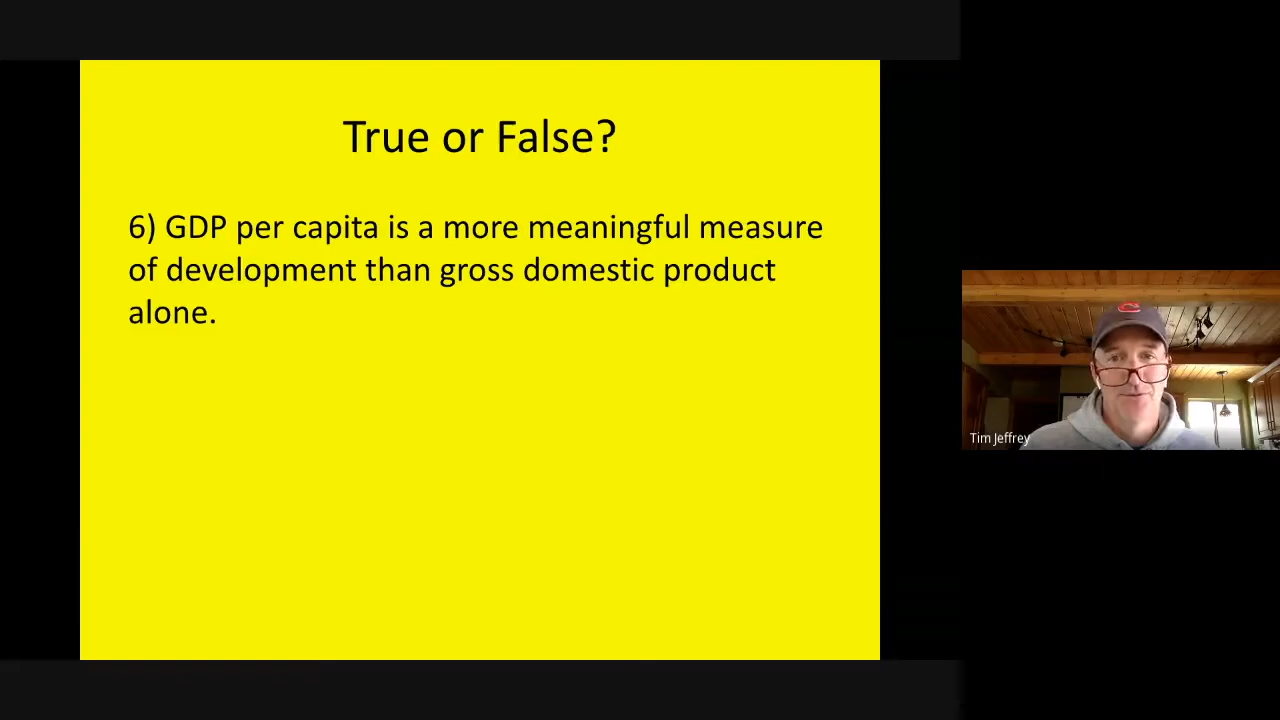 True or False?
6) GDP per capita is a more meaningful measure
of development than gross domestic product
alone.
Tim Jeffrey